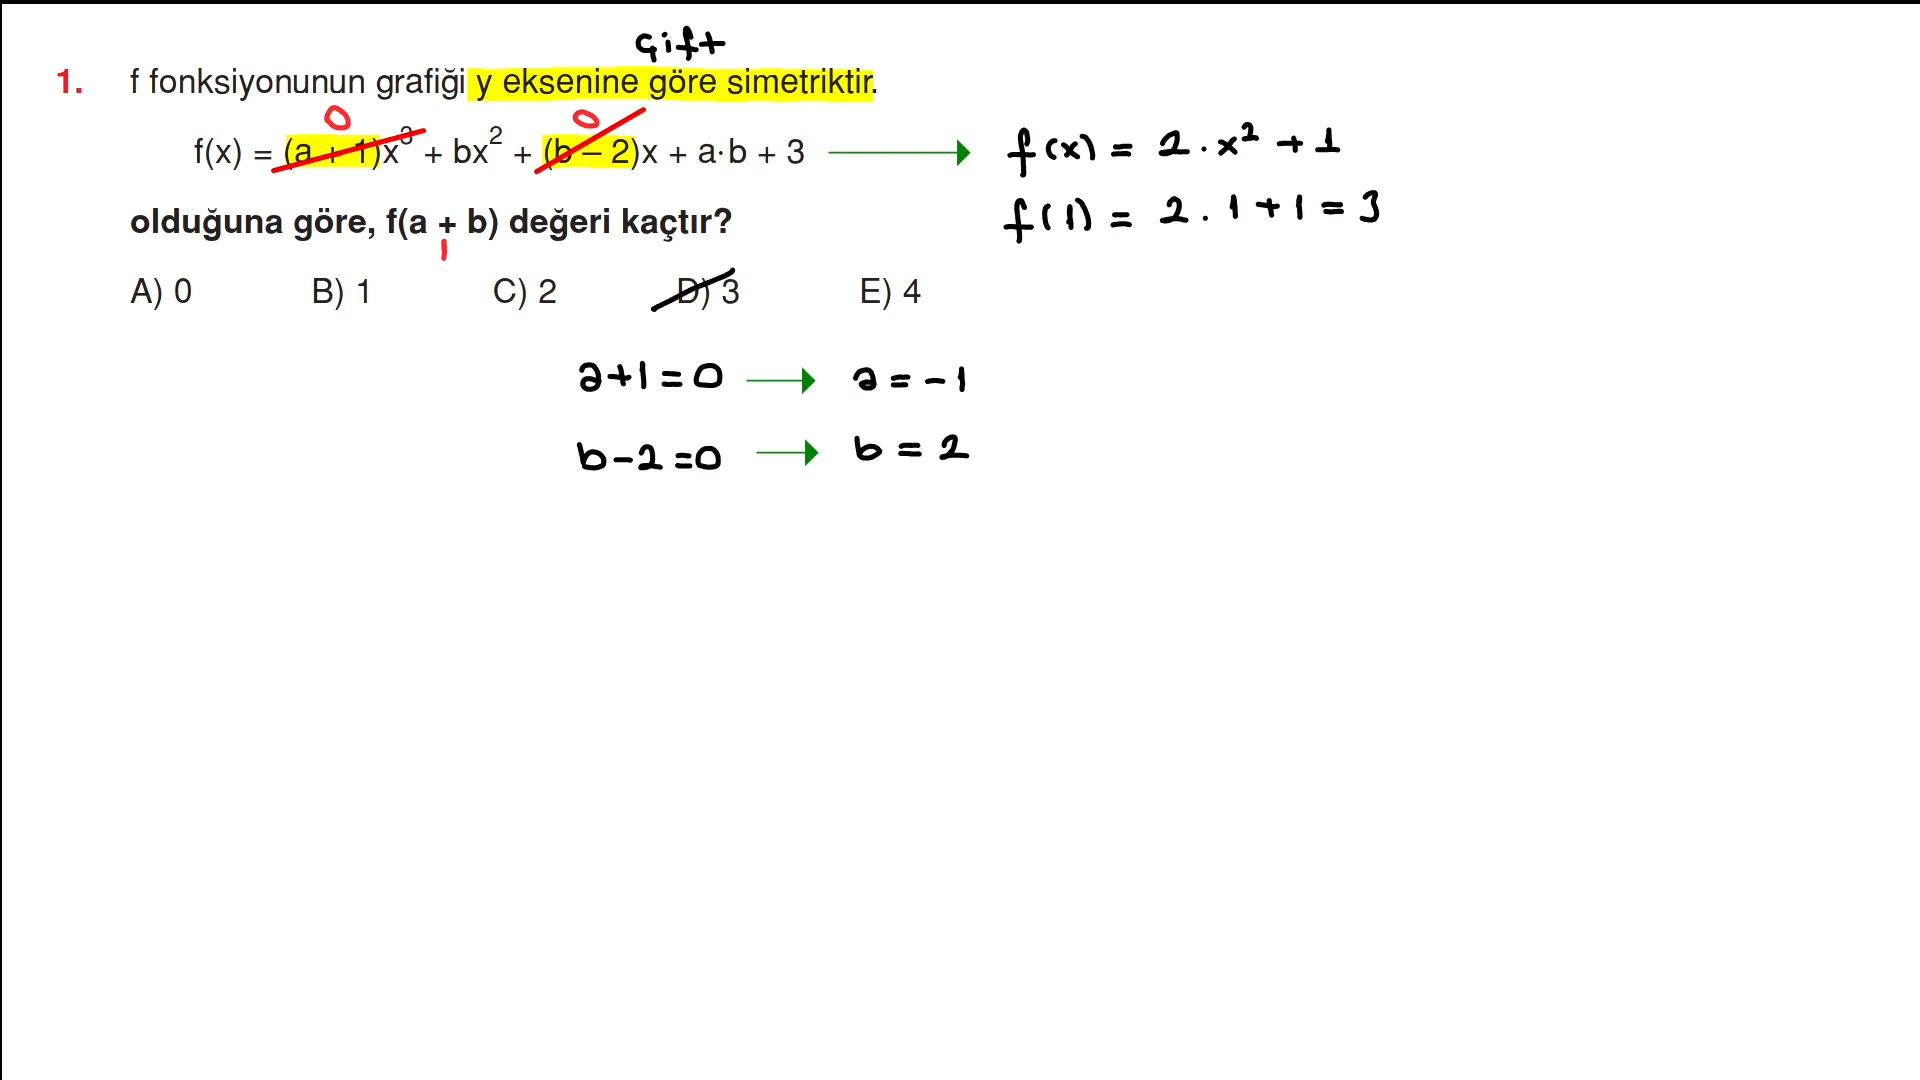 çift
1. f fonksiyonunun grafiği y eksenine göre simetriktir.
0 0
f(x) = (a + 1)x³ + bx² + (b – 2)x + a·b + 3 → f(x) = 2·x² + 1
olduğuna göre, f(a + b) değeri kaçtır? f(1) = 2·1 + 1 = 3
1
A) 0 B) 1 C) 2 D) 3 E) 4
a+1=0 → a = -1
b-2=0 → b = 2